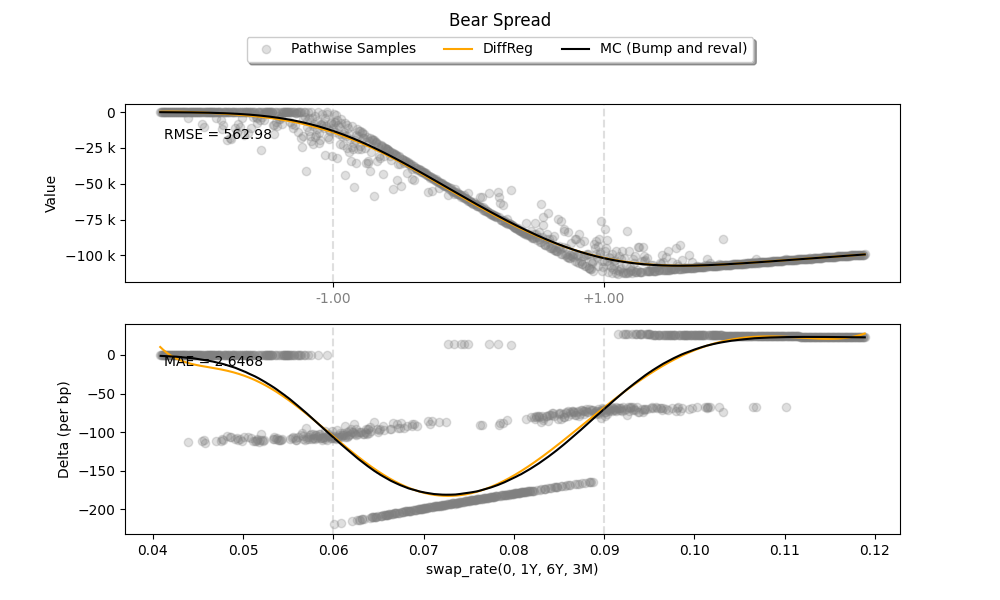 Bear Spread
Pathwise Samples DiffReg MC (Bump and reval)
0
−25 k
−50 k
−75 k
−100 k
Value
RMSE = 562.98
-1.00 +1.00
0
−50
−100
−150
−200
Delta (per bp)
MAE = 2.6468
0.04 0.05 0.06 0.07 0.08 0.09 0.10 0.11 0.12
swap_rate(0, 1Y, 6Y, 3M)